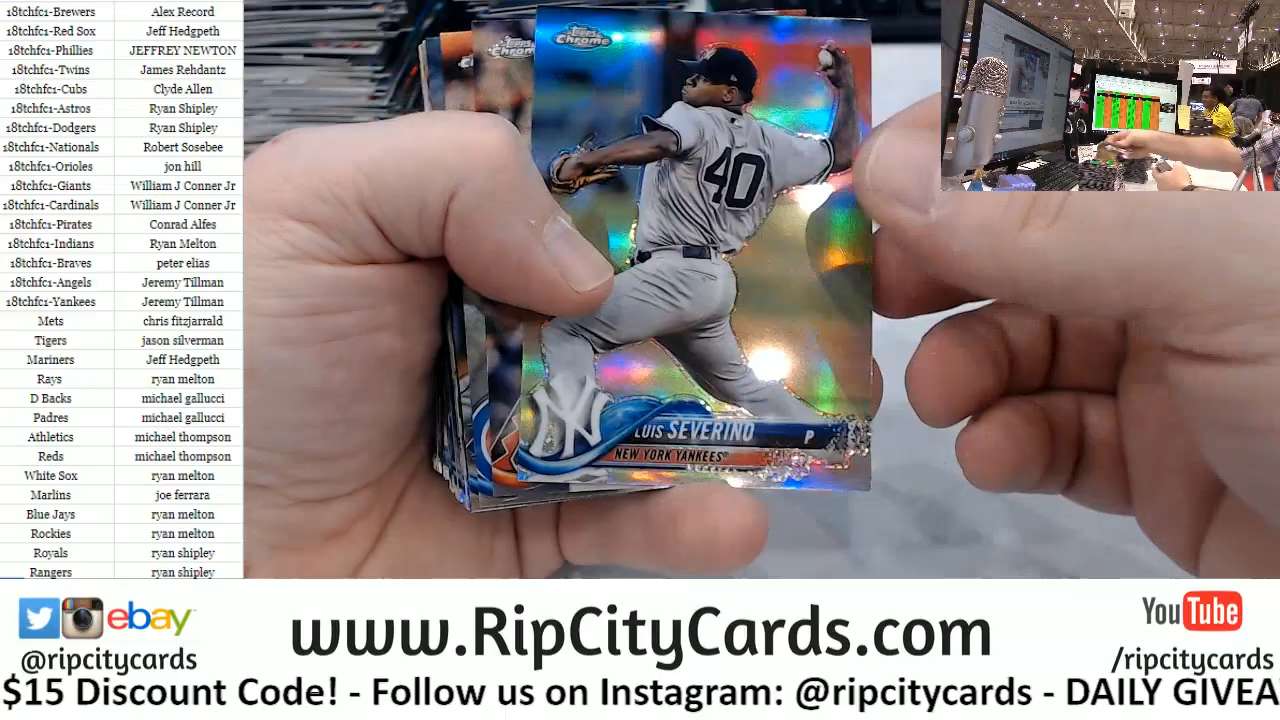 18tchfc1-Brewers Alex Record
18tchfc1-Red Sox Jeff Hedgpeth
18tchfc1-Phillies JEFFREY NEWTON
18tchfc1-Twins James Rehdantz
18tchfc1-Cubs Clyde Allen
18tchfc1-Astros Ryan Shipley
18tchfc1-Dodgers Ryan Shipley
18tchfc1-Nationals Robert Sosebee
18tchfc1-Orioles jon hill
18tchfc1-Giants William J Conner Jr
18tchfc1-Cardinals William J Conner Jr
18tchfc1-Pirates Conrad Alfes
18tchfc1-Indians Ryan Melton
18tchfc1-Braves peter elias
18tchfc1-Angels Jeremy Tillman
18tchfc1-Yankees Jeremy Tillman
Mets chris fitzjarrald
Tigers jason silverman
Mariners Jeff Hedgpeth
Rays ryan melton
D Backs michael gallucci
Padres michael gallucci
Athletics michael thompson
Reds michael thompson
White Sox ryan melton
Marlins joe ferrara
Blue Jays ryan melton
Rockies ryan melton
Royals ryan shipley
Rangers ryan shipley
Topps Chrome
40
NY
LUIS SEVERINO P
NEW YORK YANKEES
ebay
@ripcitycards
www.RipCityCards.com
YouTube
/ripcitycards
$15 Discount Code! - Follow us on Instagram: @ripcitycards - DAILY GIVEA